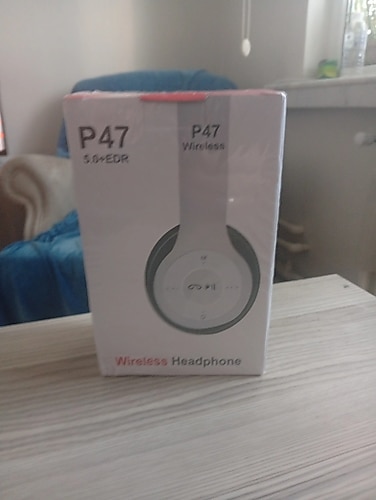 P47
5.0+EDR
P47
Wireless
Wireless Headphone